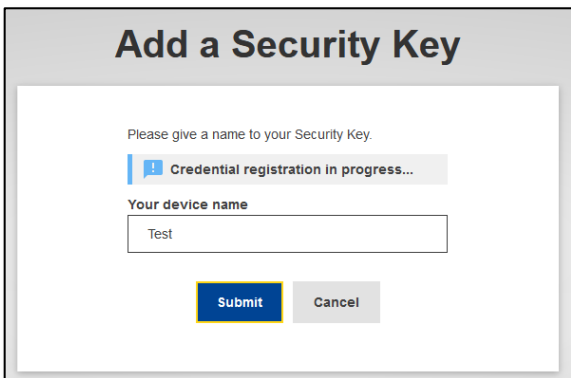 Add a Security Key
Please give a name to your Security Key.
Credential registration in progress...
Your device name
Test
Submit
Cancel